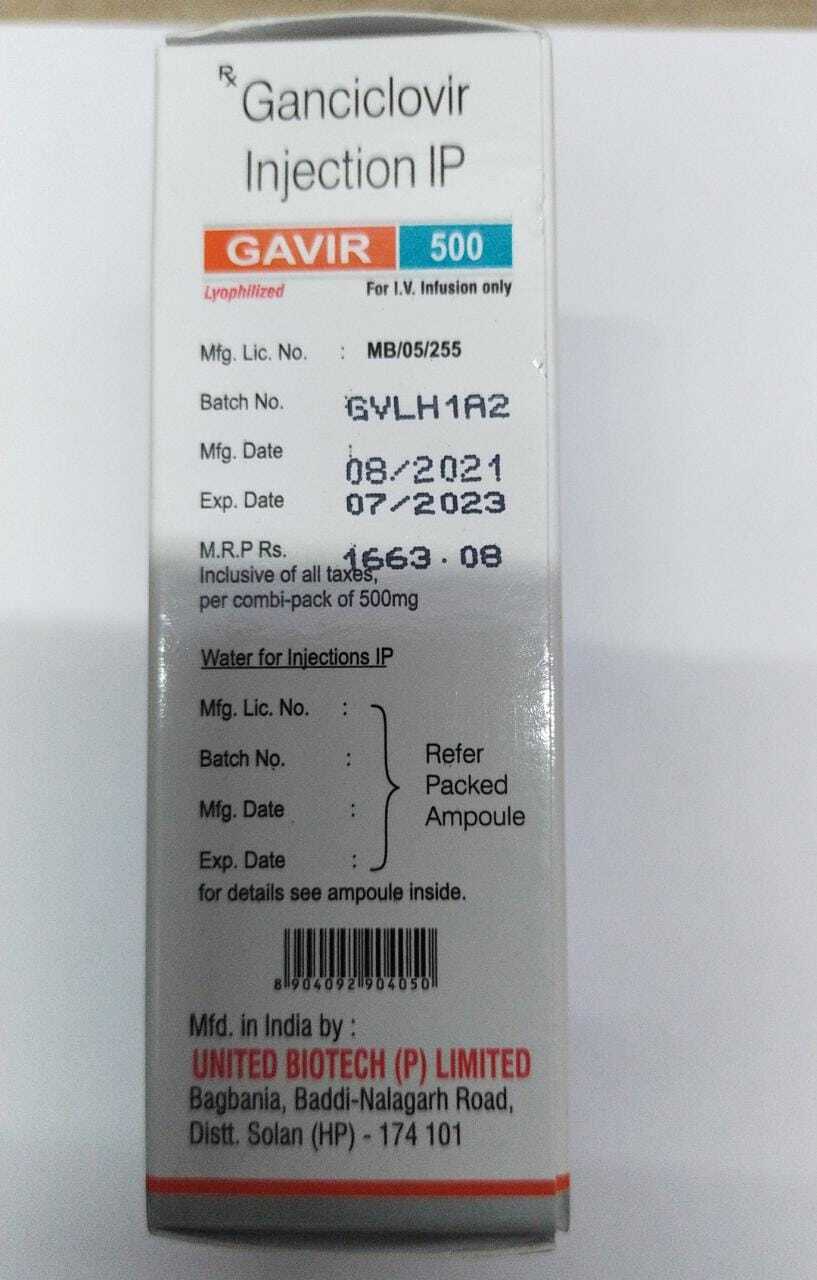 Rx Ganciclovir
Injection IP
GAVIR 500
Lyophilized For I.V. Infusion only
Mfg. Lic. No. : MB/05/255
Batch No. GVLH1A2
Mfg. Date : 08/2021
Exp. Date 07/2023
M.R.P Rs. : 1663.08
Inclusive of all taxes,
per combi-pack of 500mg
Water for Injections IP
Mfg. Lic. No. :
Batch No. :
Mfg. Date :
Exp. Date :
Refer
Packed
Ampoule
for details see ampoule inside.
8 904092 904050
Mfd. in India by :
UNITED BIOTECH (P) LIMITED
Bagbania, Baddi-Nalagarh Road,
Distt. Solan (HP) - 174 101